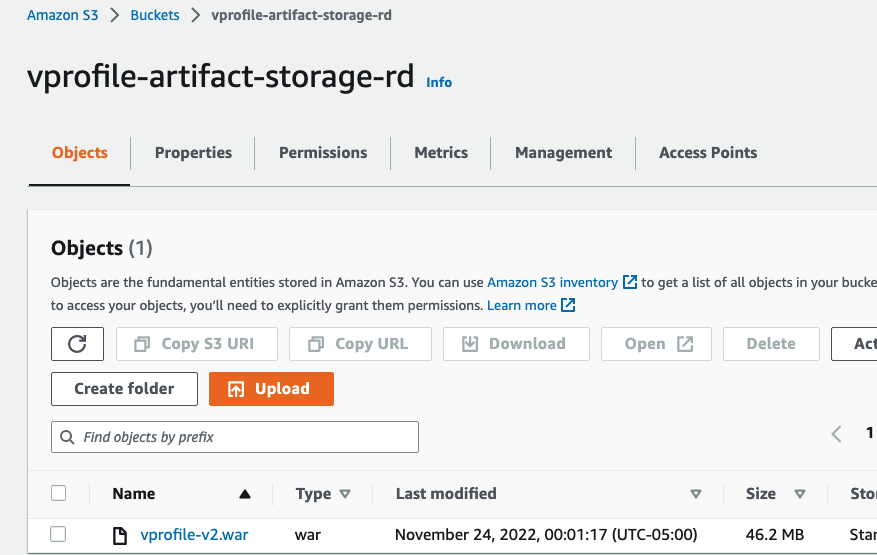 Amazon S3 > Buckets > vprofile-artifact-storage-rd
vprofile-artifact-storage-rd Info
Objects Properties Permissions Metrics Management Access Points
Objects (1)
Objects are the fundamental entities stored in Amazon S3. You can use Amazon S3 inventory to get a list of all objects in your bucke
to access your objects, you’ll need to explicitly grant them permissions. Learn more
Copy S3 URI Copy URL Download Open Delete Act
Create folder Upload
Find objects by prefix
1
Name Type Last modified Size Sto
vprofile-v2.war war November 24, 2022, 00:01:17 (UTC-05:00) 46.2 MB Star